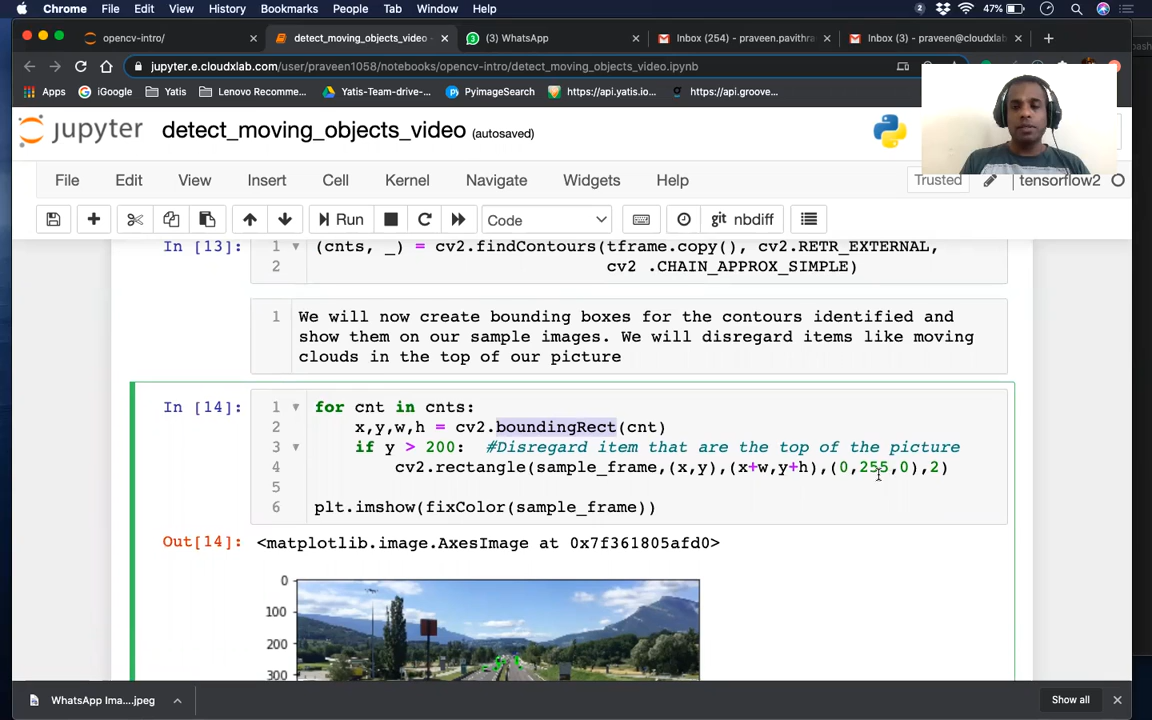 Chrome File Edit View History Bookmarks People Tab Window Help 2 47%
opencv-intro/ detect_moving_objects_video - (3) WhatsApp Inbox (254) - praveen.pavithra Inbox (3) - praveen@cloudxlab
jupyter.e.cloudxlab.com/user/praveen1058/notebooks/opencv-intro/detect_moving_objects_video.ipynb
Apps iGoogle Yatis Lenovo Recomme... Yatis-Team-drive-... PyimageSearch https://api.yatis.io... https://api.groove...
jupyter detect_moving_objects_video (autosaved)
File Edit View Insert Cell Kernel Navigate Widgets Help Trusted tensorflow2
Run Code git nbdiff
In [13]: 1 (cnts, _) = cv2.findContours(tframe.copy(), cv2.RETR_EXTERNAL,
2 cv2 .CHAIN_APPROX_SIMPLE)
1 We will now create bounding boxes for the contours identified and
show them on our sample images. We will disregard items like moving
clouds in the top of our picture
In [14]: 1 for cnt in cnts:
2 x,y,w,h = cv2.boundingRect(cnt)
3 if y > 200: #Disregard item that are the top of the picture
4 cv2.rectangle(sample_frame,(x,y),(x+w,y+h),(0,255,0),2)
5
6 plt.imshow(fixColor(sample_frame))
Out[14]: <matplotlib.image.AxesImage at 0x7f361805afd0>
0
100
200
300
WhatsApp Ima....jpeg Show all